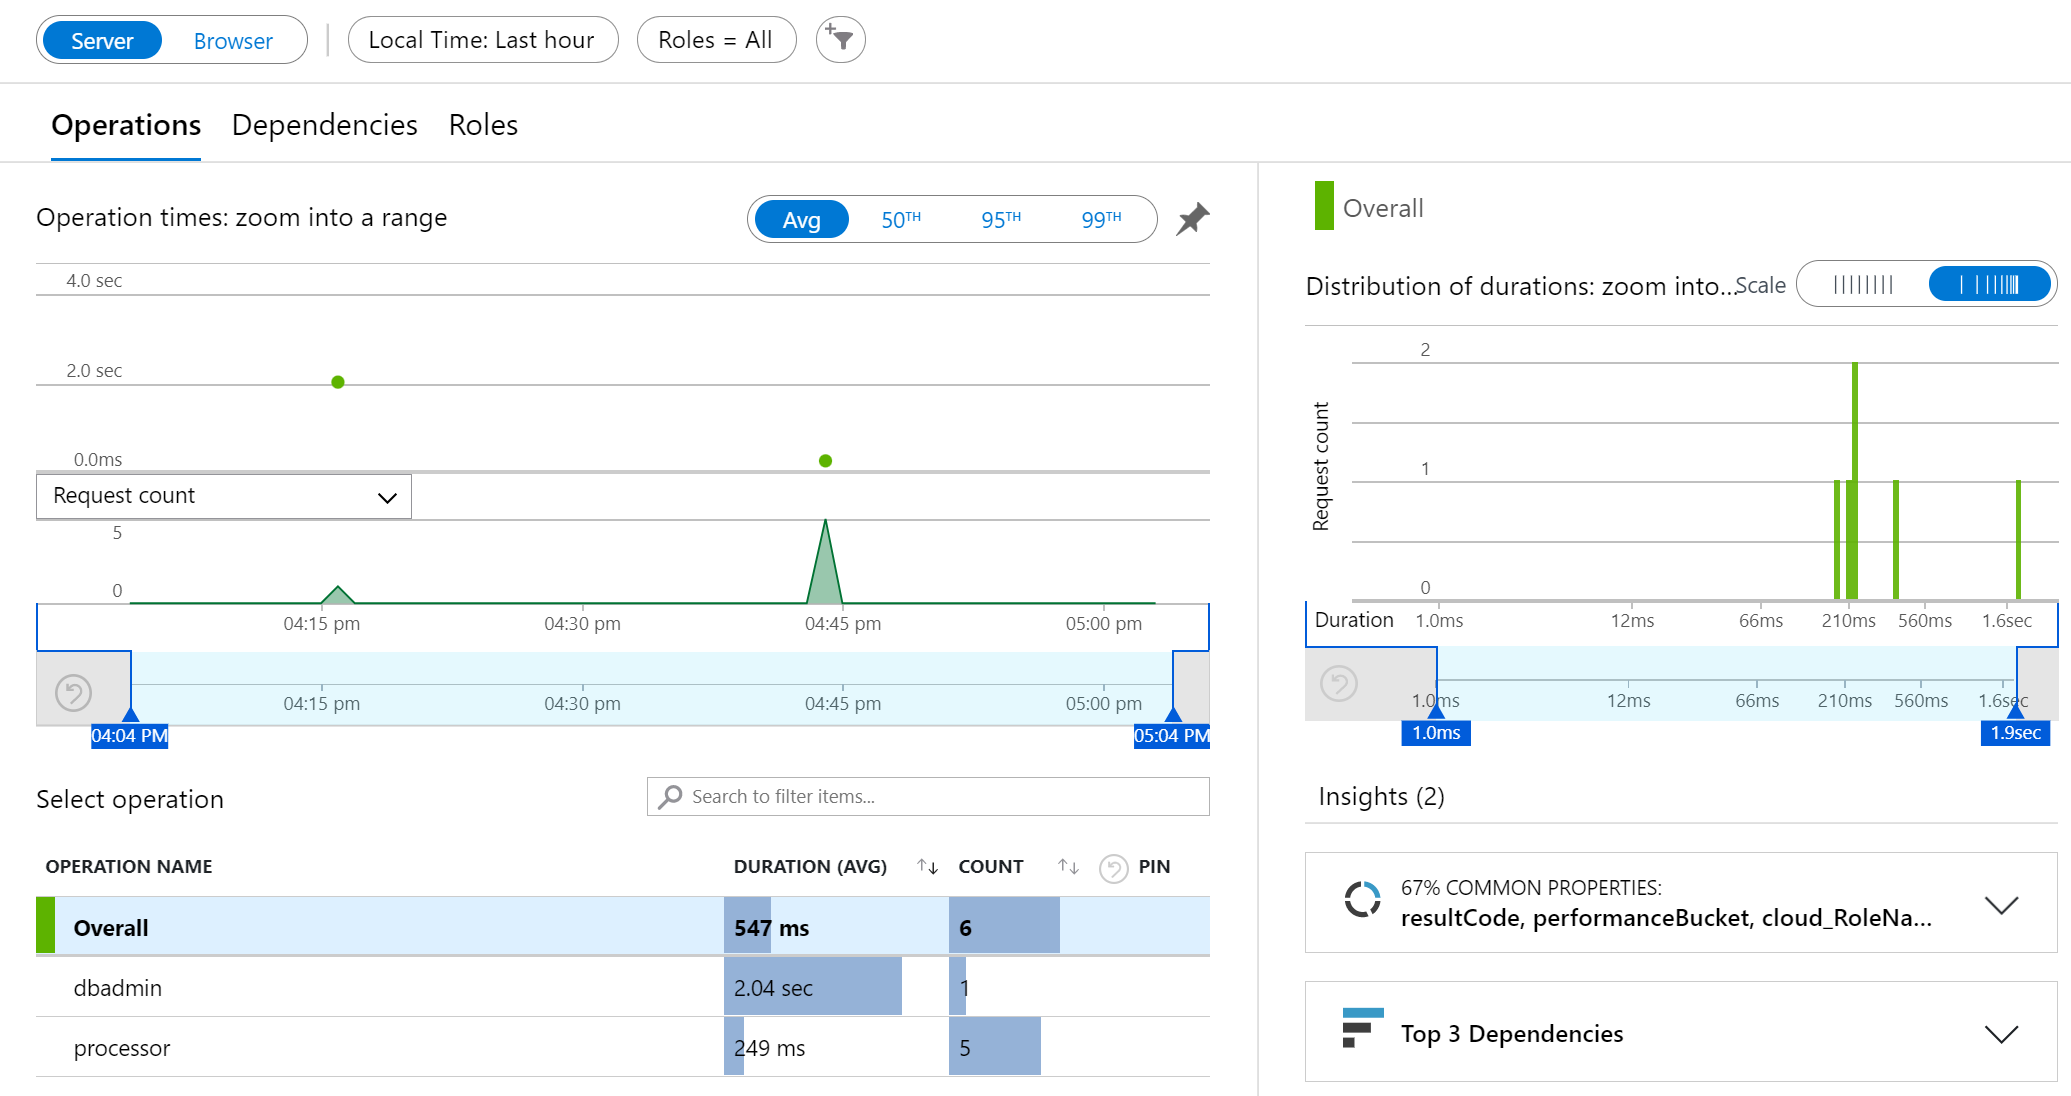 Server Browser Local Time: Last hour Roles = All
Operations Dependencies Roles
Operation times: zoom into a range Avg 50TH 95TH 99TH
4.0 sec
2.0 sec
0.0ms
Request count
5
0
04:15 pm 04:30 pm 04:45 pm 05:00 pm
04:15 pm 04:30 pm 04:45 pm 05:00 pm
04:04 PM 05:04 PM
Select operation Search to filter items...
OPERATION NAME DURATION (AVG) COUNT PIN
Overall 547 ms 6
dbadmin 2.04 sec 1
processor 249 ms 5
Overall
Distribution of durations: zoom into... Scale
Request count
2
1
0
Duration 1.0ms 12ms 66ms 210ms 560ms 1.6sec
1.0ms 12ms 66ms 210ms 560ms 1.6sec
1.0ms 1.9sec
Insights (2)
67% COMMON PROPERTIES:
resultCode, performanceBucket, cloud_RoleNa...
Top 3 Dependencies